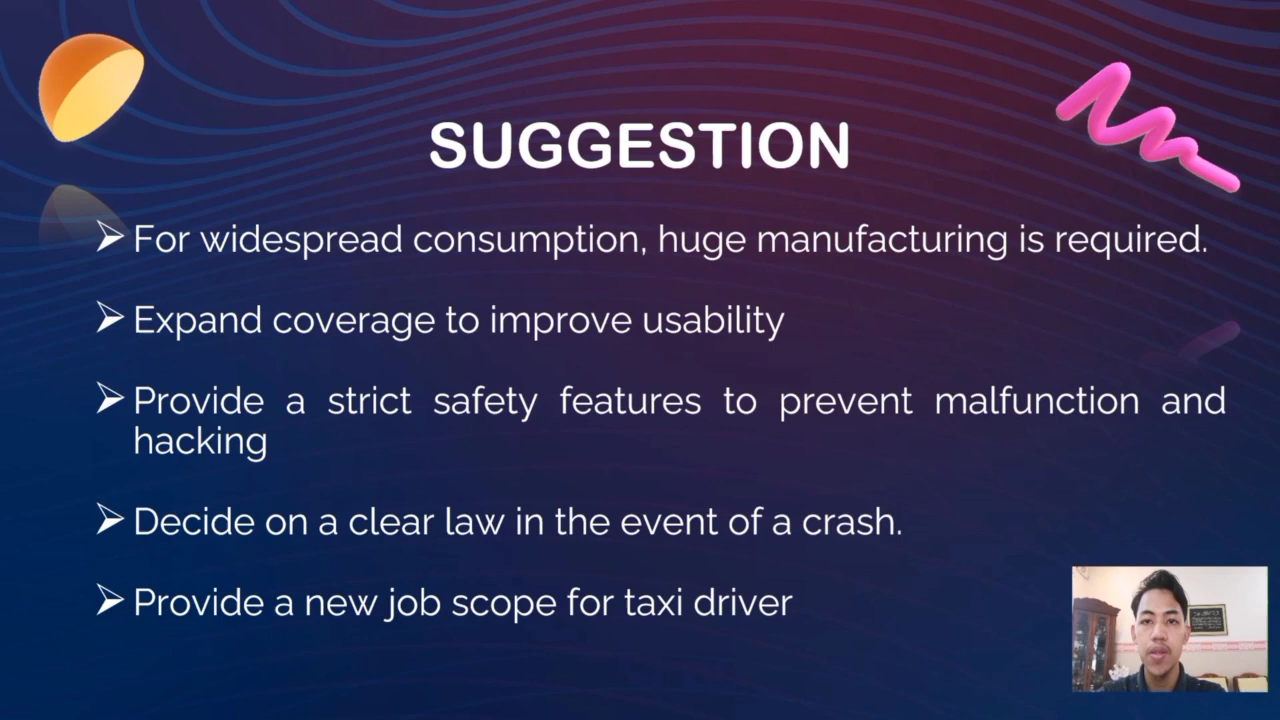 SUGGESTION
For widespread consumption, huge manufacturing is required.
Expand coverage to improve usability
Provide a strict safety features to prevent malfunction and
hacking
Decide on a clear law in the event of a crash.
Provide a new job scope for taxi driver